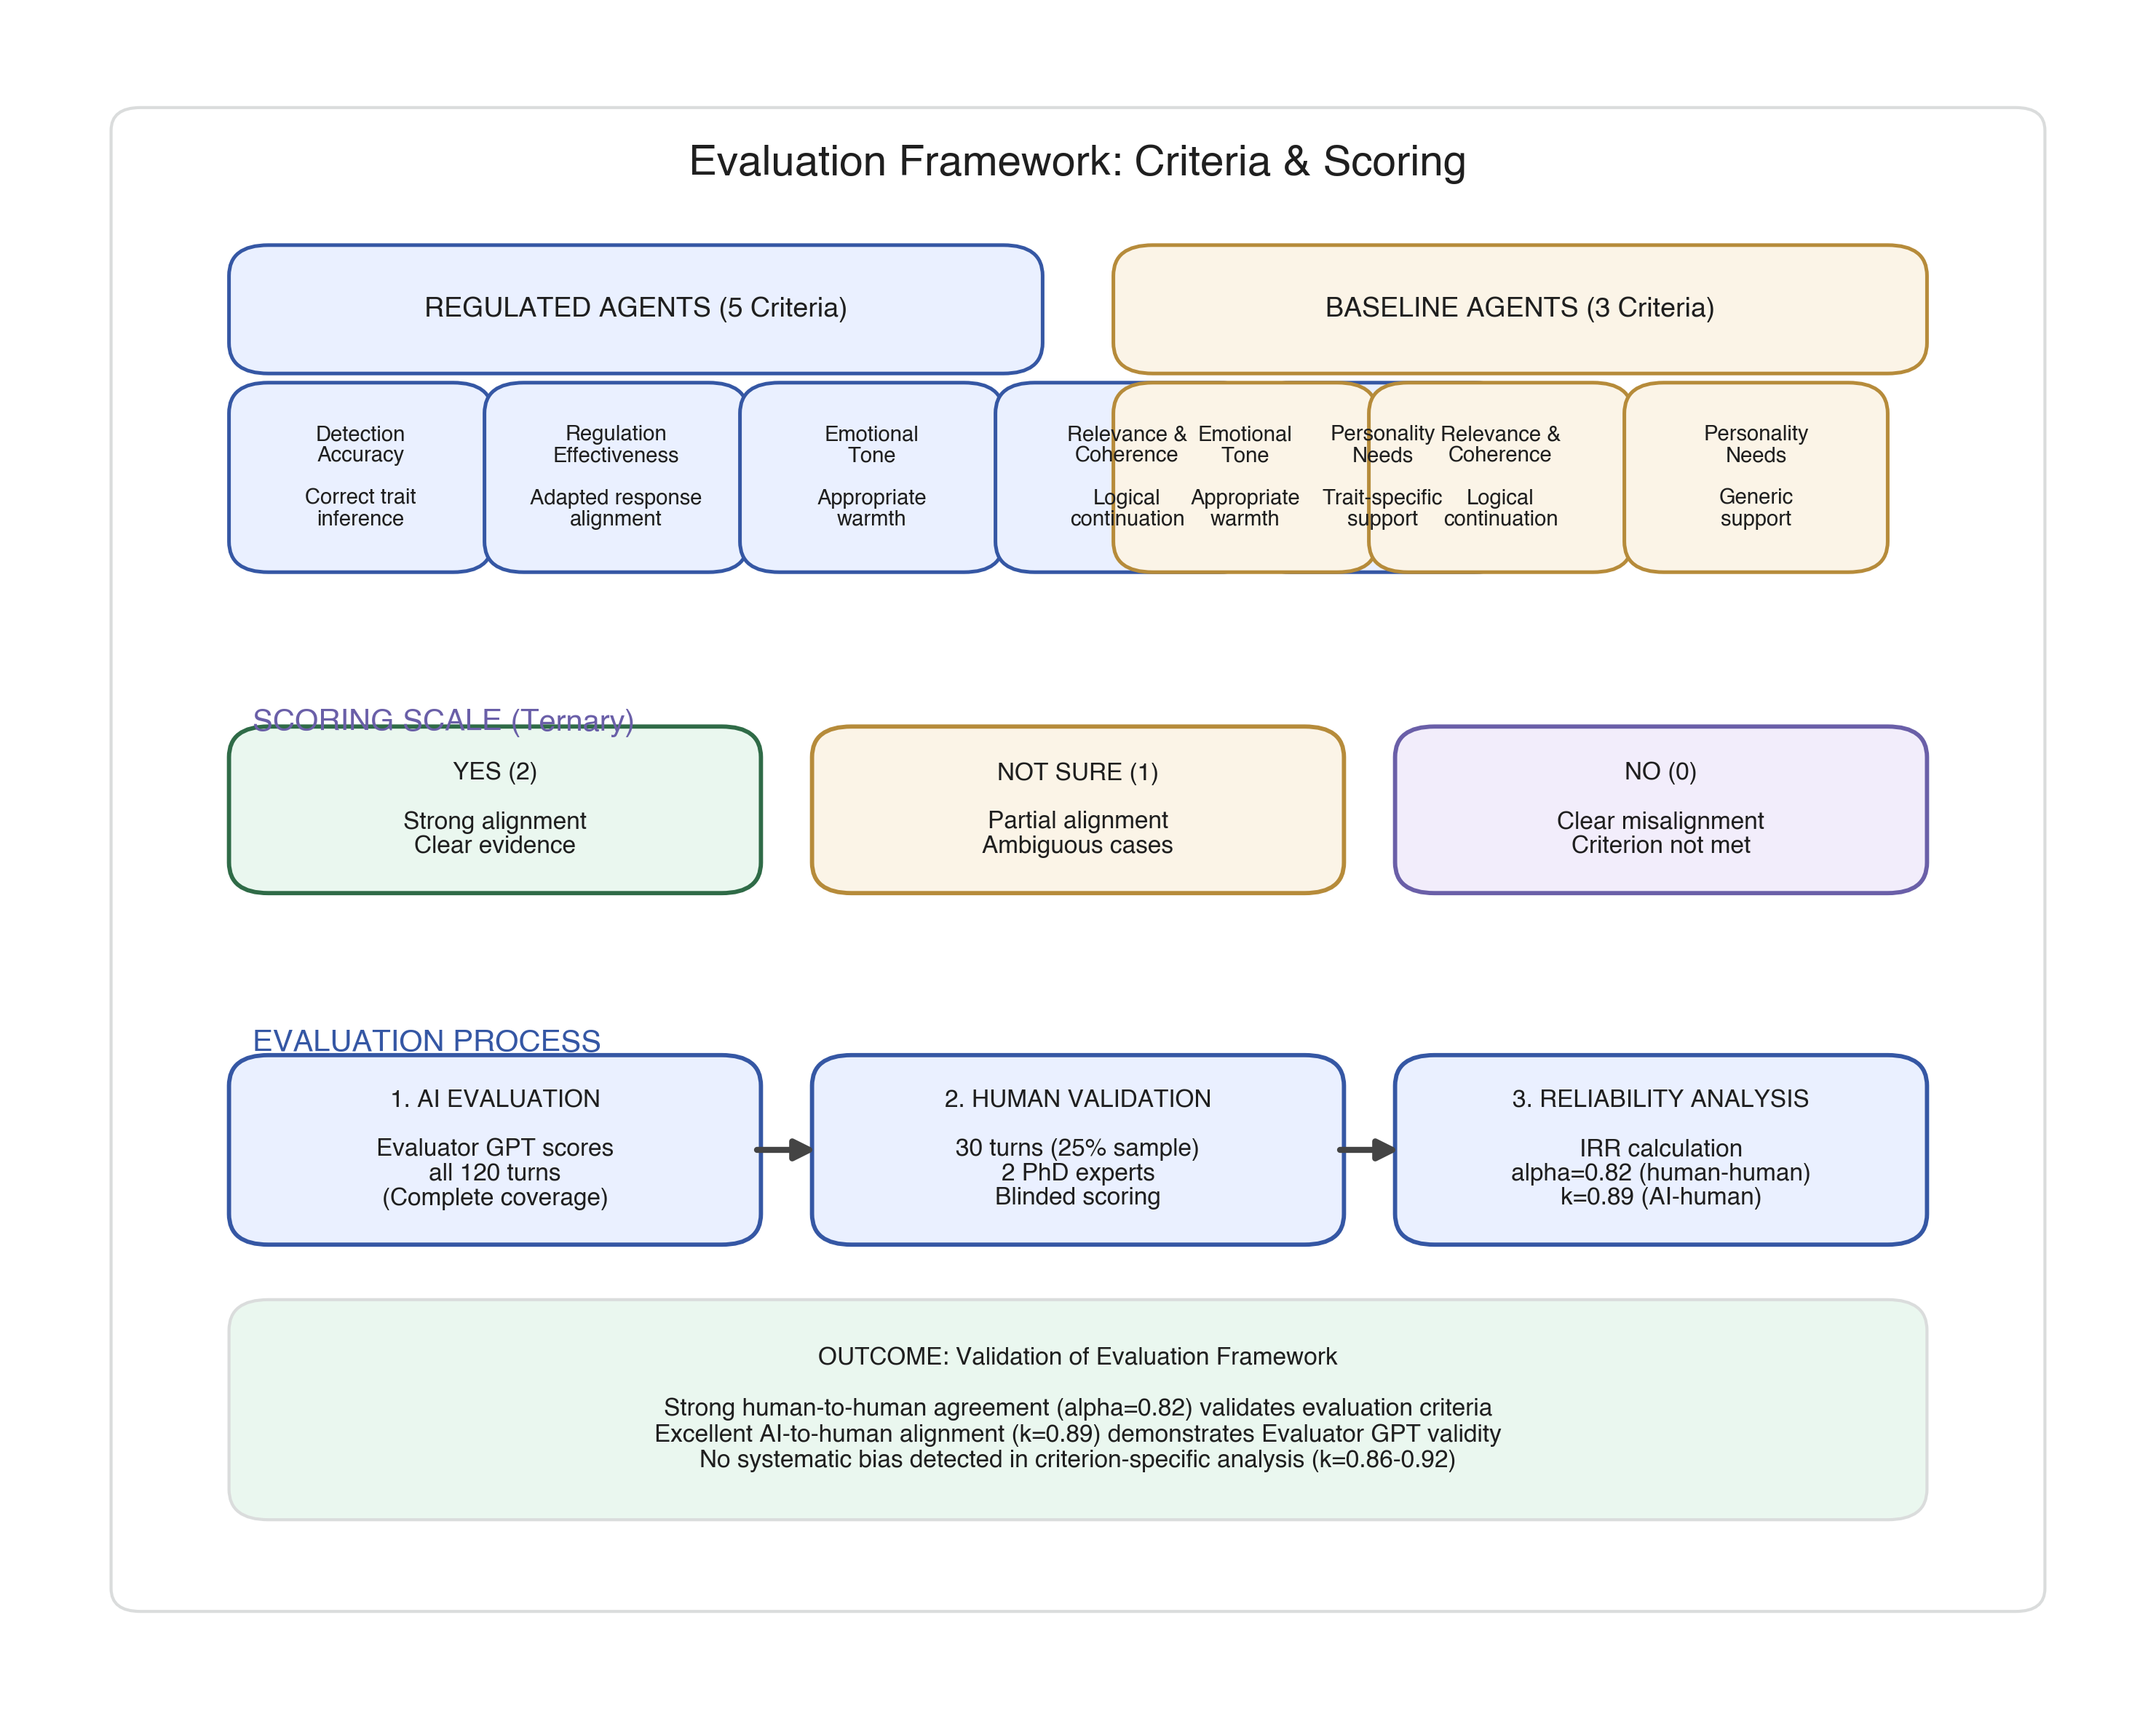 Evaluation Framework: Criteria & Scoring
REGULATED AGENTS (5 Criteria)
BASELINE AGENTS (3 Criteria)
Detection
Accuracy
Correct trait
inference
Regulation
Effectiveness
Adapted response
alignment
Emotional
Tone
Appropriate
warmth
Relevance &
Coherence
Logical
continuation
Personality
Needs
Trait-specific
support
Emotional
Tone
Appropriate
warmth
Relevance &
Coherence
Logical
continuation
Personality
Needs
Generic
support
SCORING SCALE (Ternary)
YES (2)
Strong alignment
Clear evidence
NOT SURE (1)
Partial alignment
Ambiguous cases
NO (0)
Clear misalignment
Criterion not met
EVALUATION PROCESS
1. AI EVALUATION
Evaluator GPT scores
all 120 turns
(Complete coverage)
2. HUMAN VALIDATION
30 turns (25% sample)
2 PhD experts
Blinded scoring
3. RELIABILITY ANALYSIS
IRR calculation
alpha=0.82 (human-human)
k=0.89 (AI-human)
OUTCOME: Validation of Evaluation Framework
Strong human-to-human agreement (alpha=0.82) validates evaluation criteria
Excellent AI-to-human alignment (k=0.89) demonstrates Evaluator GPT validity
No systematic bias detected in criterion-specific analysis (k=0.86-0.92)